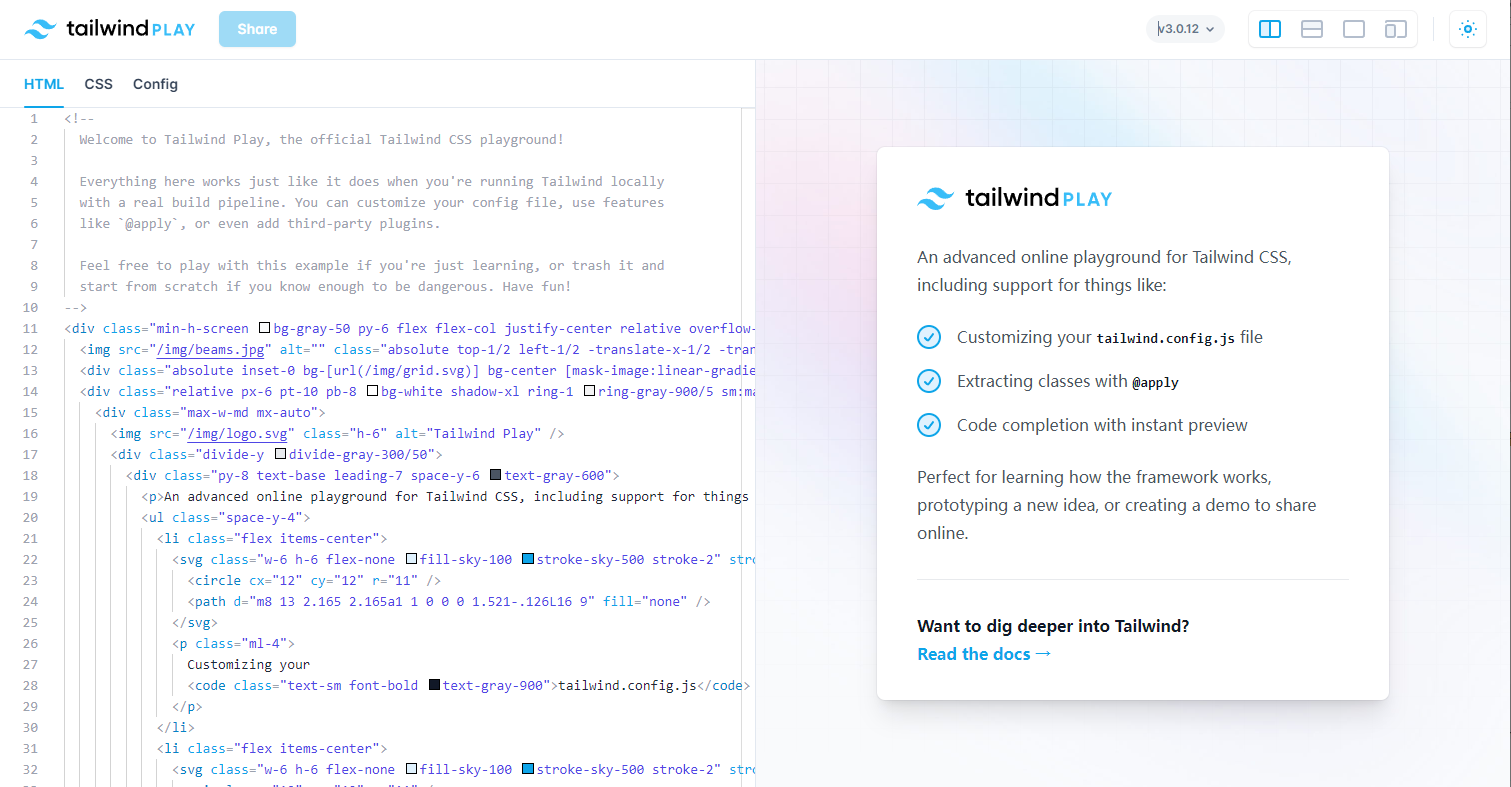 tailwind PLAY
Share
v3.0.12
HTML CSS Config
1 <!--
2 Welcome to Tailwind Play, the official Tailwind CSS playground!
3
4 Everything here works just like it does when you're running Tailwind locally
5 with a real build pipeline. You can customize your config file, use features
6 like `@apply`, or even add third-party plugins.
7
8 Feel free to play with this example if you're just learning, or trash it and
9 start from scratch if you know enough to be dangerous. Have fun!
10 -->
11 <div class="min-h-screen bg-gray-50 py-6 flex flex-col justify-center relative overflow-
12 <img src="/img/beams.jpg" alt="" class="absolute top-1/2 left-1/2 -translate-x-1/2 -tran
13 <div class="absolute inset-0 bg-[url(/img/grid.svg)] bg-center [mask-image:linear-gradie
14 <div class="relative px-6 pt-10 pb-8 bg-white shadow-xl ring-1 ring-gray-900/5 sm:ma
15 <div class="max-w-md mx-auto">
16 <img src="/img/logo.svg" class="h-6" alt="Tailwind Play" />
17 <div class="divide-y divide-gray-300/50">
18 <div class="py-8 text-base leading-7 space-y-6 text-gray-600">
19 <p>An advanced online playground for Tailwind CSS, including support for things
20 <ul class="space-y-4">
21 <li class="flex items-center">
22 <svg class="w-6 h-6 flex-none fill-sky-100 stroke-sky-500 stroke-2" stro
23 <circle cx="12" cy="12" r="11" />
24 <path d="m8 13 2.165 2.165a1 1 0 0 0 1.521-.126L16 9" fill="none" />
25 </svg>
26 <p class="ml-4">
27 Customizing your
28 <code class="text-sm font-bold text-gray-900">tailwind.config.js</code>
29 </p>
30 </li>
31 <li class="flex items-center">
32 <svg class="w-6 h-6 flex-none fill-sky-100 stroke-sky-500 stroke-2" stro
tailwind PLAY
An advanced online playground for Tailwind CSS,
including support for things like:
Customizing your tailwind.config.js file
Extracting classes with @apply
Code completion with instant preview
Perfect for learning how the framework works,
prototyping a new idea, or creating a demo to share
online.
Want to dig deeper into Tailwind?
Read the docs →